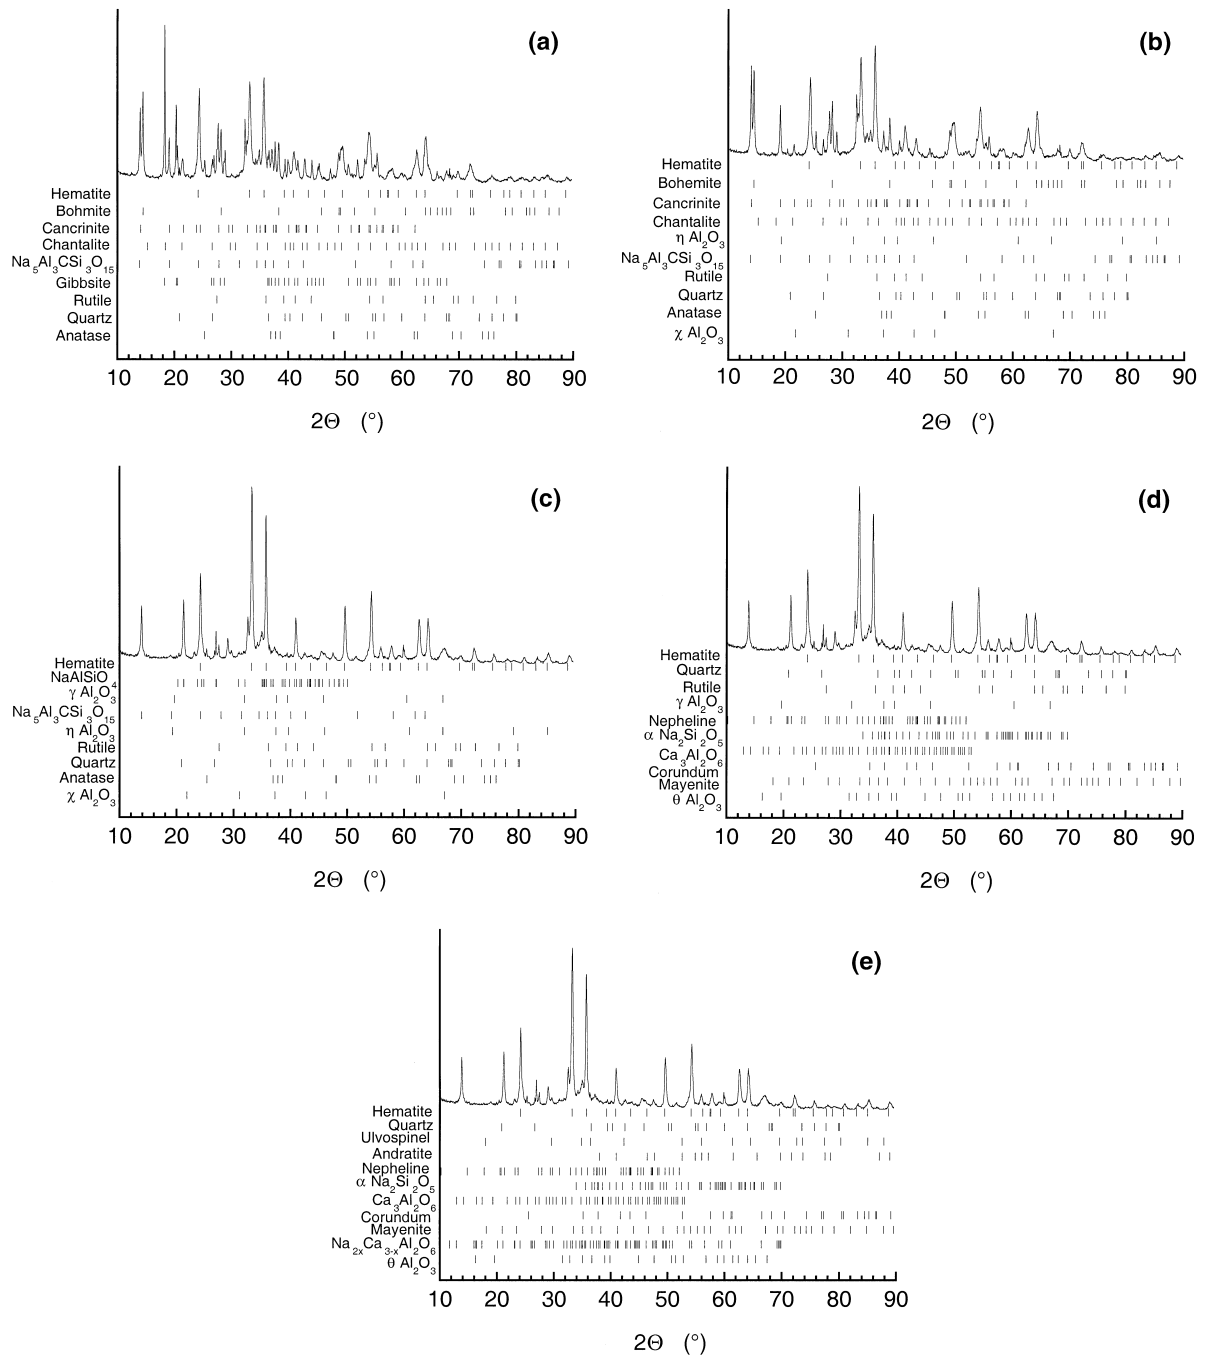 (a)
Hematite
Bohmite
Cancrinite
Chantalite
Na5Al3CSi3O15
Gibbsite
Rutile
Quartz
Anatase
10 20 30 40 50 60 70 80 90
2Θ (°)
(b)
Hematite
Bohemite
Cancrinite
Chantalite
η Al2O3
Na5Al3CSi3O15
Rutile
Quartz
Anatase
χ Al2O3
10 20 30 40 50 60 70 80 90
2Θ (°)
(c)
Hematite
NaAlSiO4
γ Al2O3
Na5Al3CSi3O15
η Al2O3
Rutile
Quartz
Anatase
χ Al2O3
10 20 30 40 50 60 70 80 90
2Θ (°)
(d)
Hematite
Quartz
Rutile
γ Al2O3
Nepheline
α Na2Si2O5
Ca3Al2O6
Corundum
Mayenite
θ Al2O3
10 20 30 40 50 60 70 80 90
2Θ (°)
(e)
Hematite
Quartz
Ulvospinel
Andratite
Nepheline
α Na2Si2O5
Ca3Al2O6
Corundum
Mayenite
Na2xCa3-xAl2O6
θ Al2O3
10 20 30 40 50 60 70 80 90
2Θ (°)